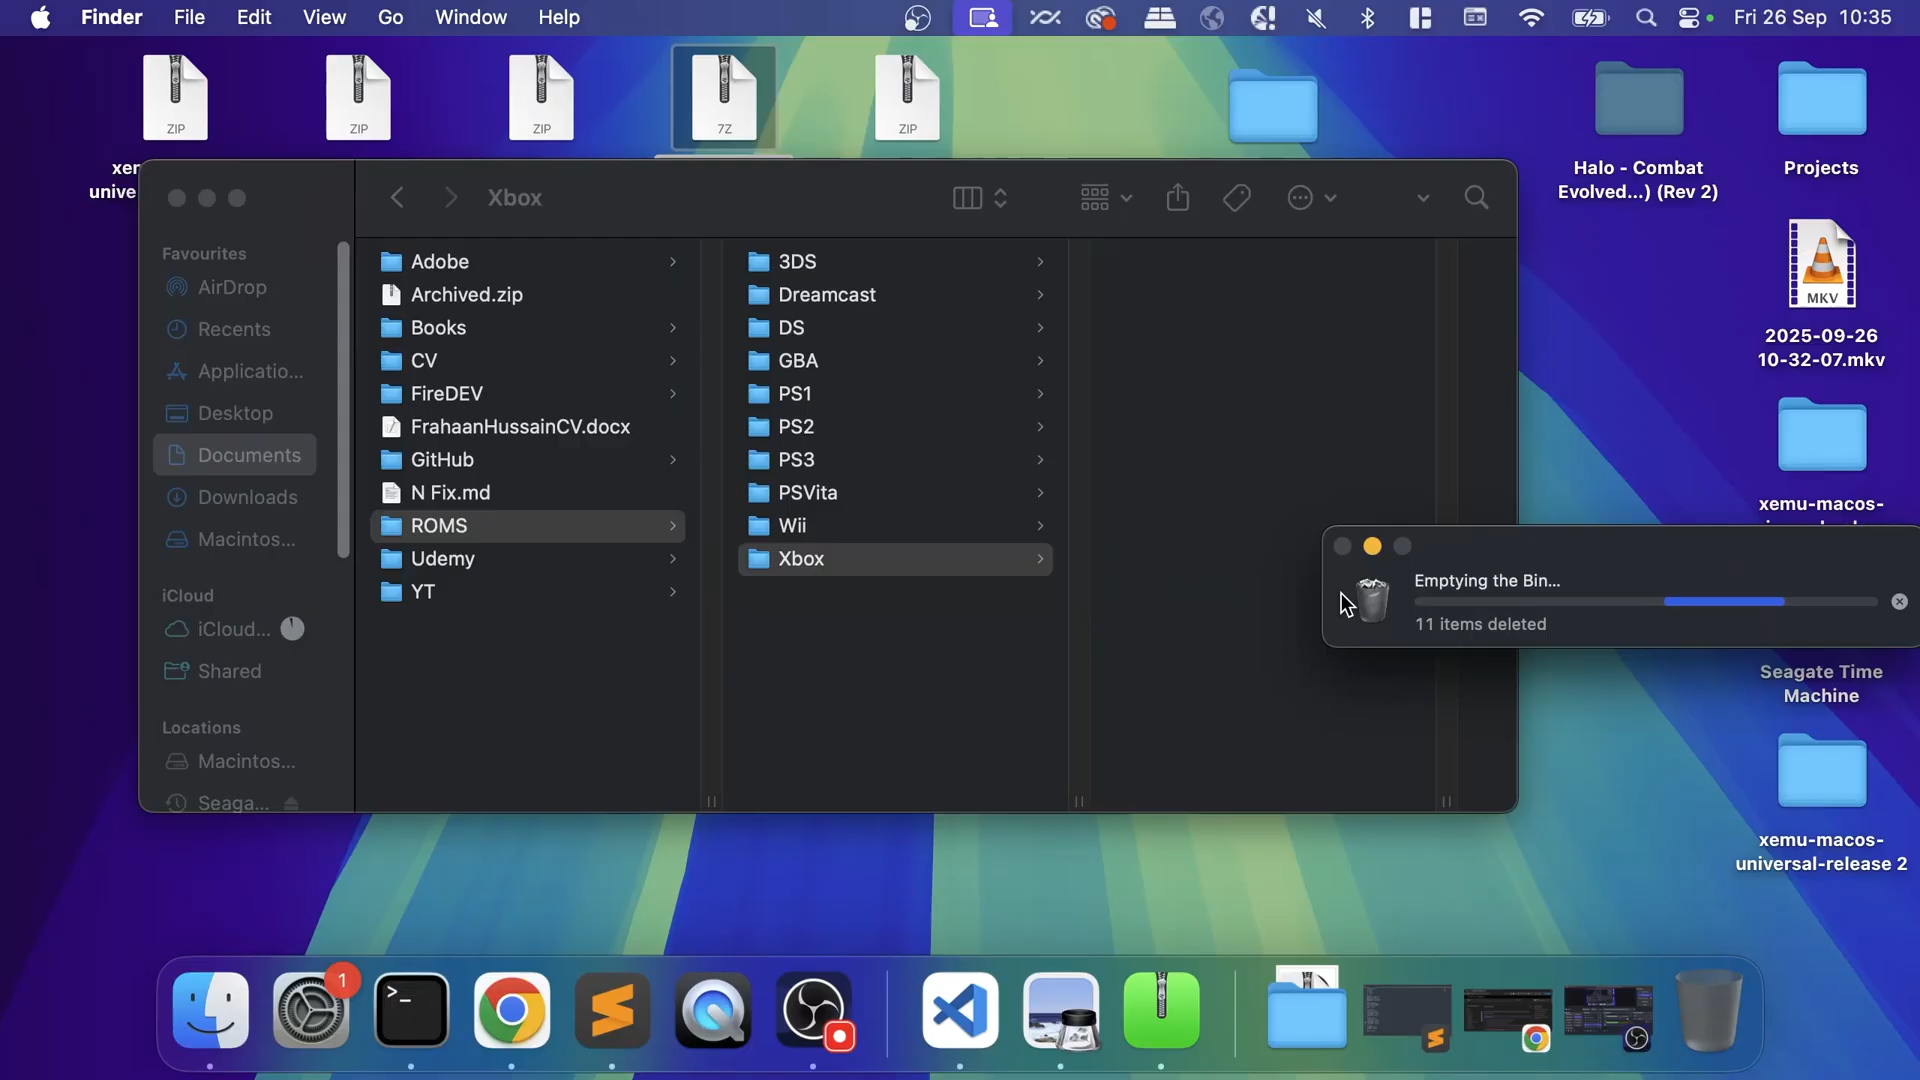 Finder File Edit View Go Window Help
Fri 26 Sep 10:35
ZIP
ZIP
ZIP
7Z
ZIP
xer
unive
Halo - Combat
Evolved...) (Rev 2)
Projects
MKV
2025-09-26
10-32-07.mkv
xemu-macos-
Seagate Time
Machine
xemu-macos-
universal-release 2
Xbox
Favourites
AirDrop
Recents
Applicatio...
Desktop
Documents
Downloads
Macintos...
iCloud
iCloud...
Shared
Locations
Macintos...
Seaga...
Adobe
Archived.zip
Books
CV
FireDEV
FrahaanHussainCV.docx
GitHub
N Fix.md
ROMS
Udemy
YT
3DS
Dreamcast
DS
GBA
PS1
PS2
PS3
PSVita
Wii
Xbox
Emptying the Bin...
11 items deleted
1